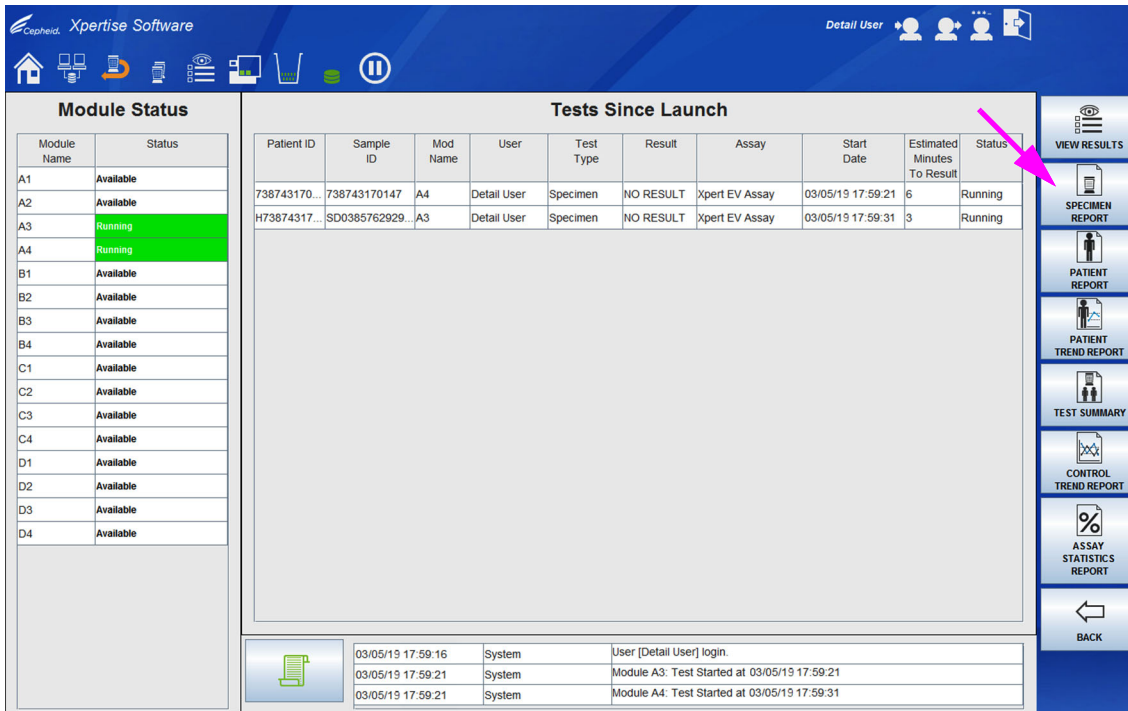 Cepheid. Xpertise Software
Detail User
Module Status
Module Name Status
A1 Available
A2 Available
A3 Running
A4 Running
B1 Available
B2 Available
B3 Available
B4 Available
C1 Available
C2 Available
C3 Available
C4 Available
D1 Available
D2 Available
D3 Available
D4 Available
Tests Since Launch
Patient ID Sample ID Mod Name User Test Type Result Assay Start Date Estimated Minutes To Result Status
738743170... 738743170147 A4 Detail User Specimen NO RESULT Xpert EV Assay 03/05/19 17:59:21 6 Running
H73874317... SD0385762929... A3 Detail User Specimen NO RESULT Xpert EV Assay 03/05/19 17:59:31 3 Running
03/05/19 17:59:16 System User [Detail User] login.
03/05/19 17:59:21 System Module A3: Test Started at 03/05/19 17:59:21
03/05/19 17:59:21 System Module A4: Test Started at 03/05/19 17:59:31
VIEW RESULTS
SPECIMEN
REPORT
PATIENT
REPORT
PATIENT
TREND REPORT
TEST SUMMARY
CONTROL
TREND REPORT
ASSAY
STATISTICS
REPORT
BACK